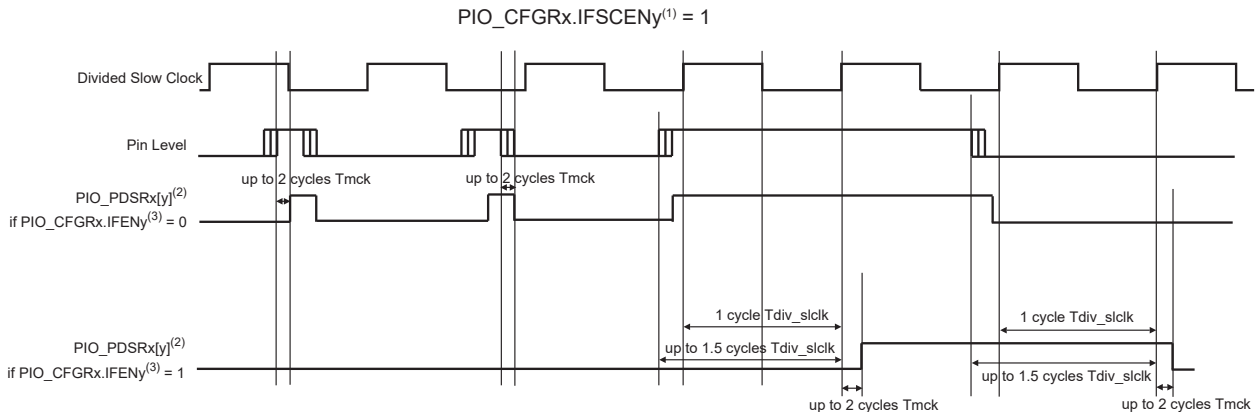 PIO_CFGRx.IFSCENy(1) = 1
Divided Slow Clock
Pin Level
up to 2 cycles Tmck
up to 2 cycles Tmck
PIO_PDSRx[y](2)
if PIO_CFGRx.IFENy(3) = 0
1 cycle Tdiv_slclk
1 cycle Tdiv_slclk
PIO_PDSRx[y](2)
up to 1.5 cycles Tdiv_slclk
if PIO_CFGRx.IFENy(3) = 1
up to 1.5 cycles Tdiv_slclk
up to 2 cycles Tmck
up to 2 cycles Tmck